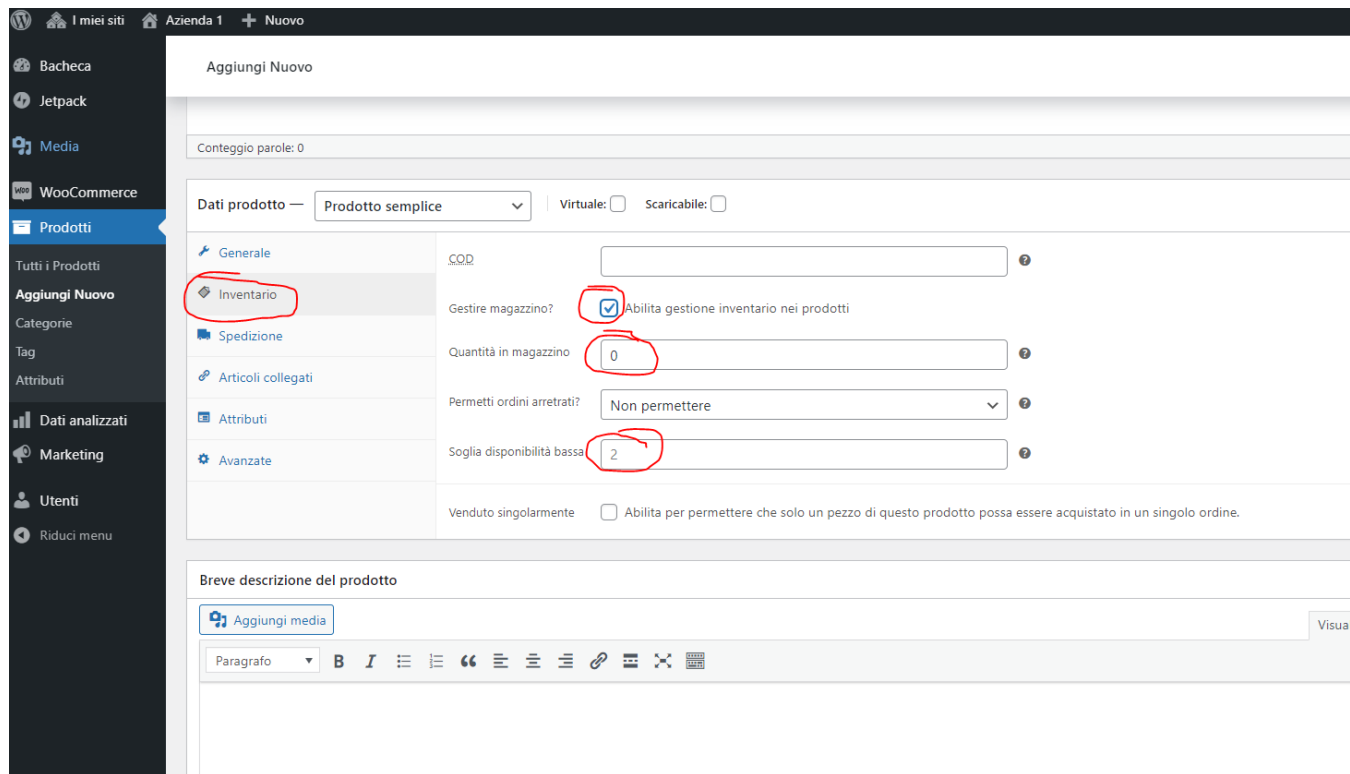 I miei siti Azienda 1 + Nuovo
Bacheca
Jetpack
Media
WooCommerce
Prodotti
Tutti i Prodotti
Aggiungi Nuovo
Categorie
Tag
Attributi
Dati analizzati
Marketing
Utenti
Riduci menu
Aggiungi Nuovo
Conteggio parole: 0
Dati prodotto — Prodotto semplice Virtuale: Scaricabile:
Generale
Inventario
Spedizione
Articoli collegati
Attributi
Avanzate
COD
Gestire magazzino? Abilita gestione inventario nei prodotti
Quantità in magazzino 0
Permetti ordini arretrati? Non permettere
Soglia disponibilità bassa 2
Venduto singolarmente Abilita per permettere che solo un pezzo di questo prodotto possa essere acquistato in un singolo ordine.
Breve descrizione del prodotto
Aggiungi media
Visua
Paragrafo B I